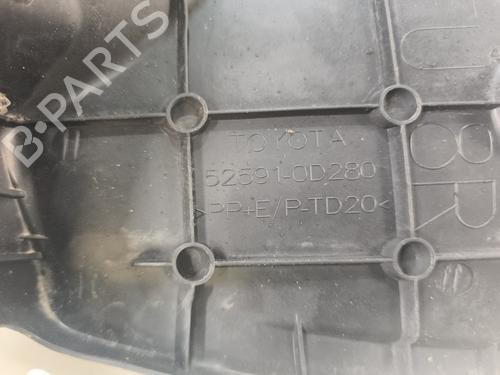 B-PARTS
TOYOTA
52591-0D280
>PP+E/P-TD20<
R